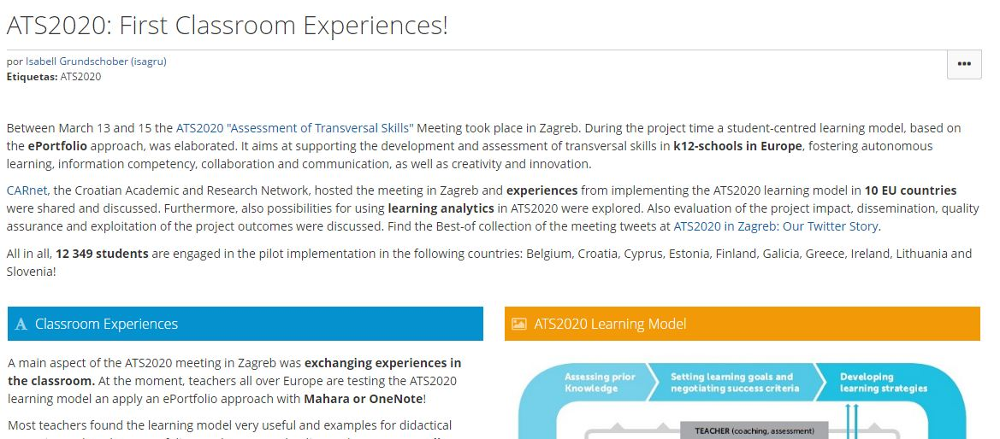 ATS2020: First Classroom Experiences!
por Isabell Grundschober (isagru)
Etiquetas: ATS2020
Between March 13 and 15 the ATS2020 "Assessment of Transversal Skills" Meeting took place in Zagreb. During the project time a student-centred learning model, based on
the ePortfolio approach, was elaborated. It aims at supporting the development and assessment of transversal skills in k12-schools in Europe, fostering autonomous
learning, information competency, collaboration and communication, as well as creativity and innovation.
CARnet, the Croatian Academic and Research Network, hosted the meeting in Zagreb and experiences from implementing the ATS2020 learning model in 10 EU countries
were shared and discussed. Furthermore, also possibilities for using learning analytics in ATS2020 were explored. Also evaluation of the project impact, dissemination, quality
assurance and exploitation of the project outcomes were discussed. Find the Best-of collection of the meeting tweets at ATS2020 in Zagreb: Our Twitter Story.
All in all, 12 349 students are engaged in the pilot implementation in the following countries: Belgium, Croatia, Cyprus, Estonia, Finland, Galicia, Greece, Ireland, Lithuania and
Slovenia!
Classroom Experiences
A main aspect of the ATS2020 meeting in Zagreb was exchanging experiences in
the classroom. At the moment, teachers all over Europe are testing the ATS2020
learning model an apply an ePortfolio approach with Mahara or OneNote!
Most teachers found the learning model very useful and examples for didactical
ATS2020 Learning Model
Assessing prior
Knowledge
Setting learning goals and
negotiating success criteria
Developing
learning strategies
TEACHER (coaching, assessment)